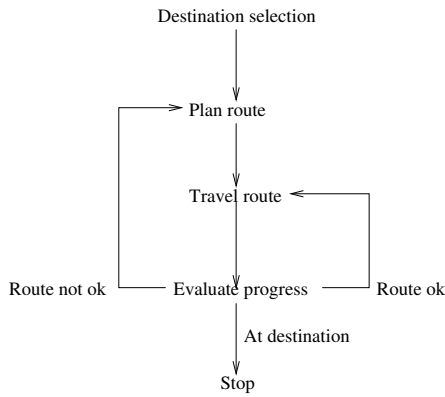 Destination selection
Plan route
Travel route
Route not ok
Evaluate progress
Route ok
At destination
Stop